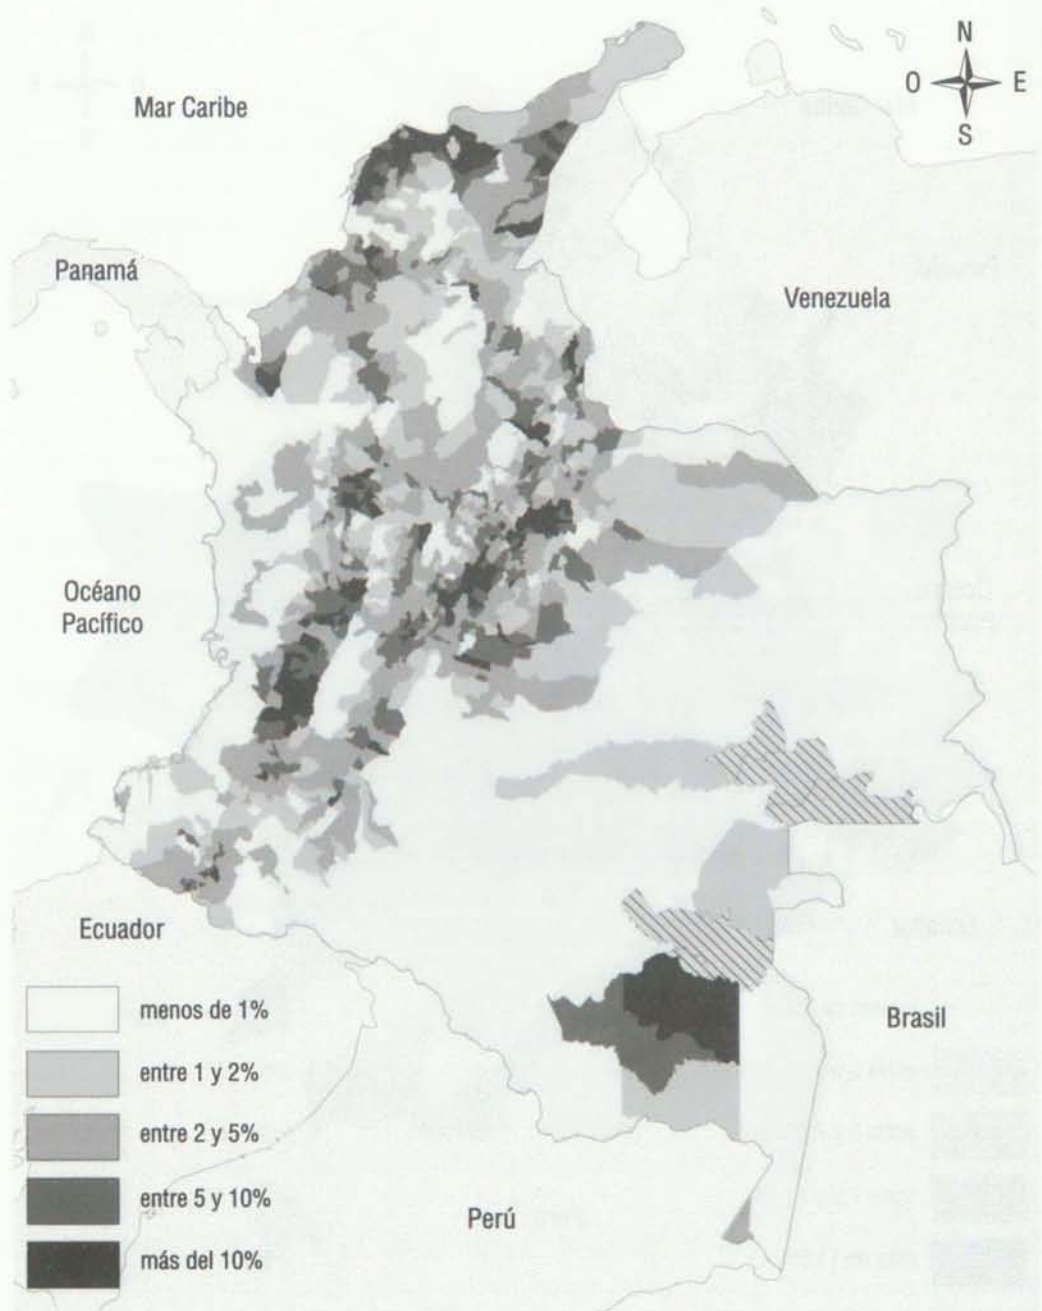 N
O
E
S
Mar Caribe
Panamá
Venezuela
Océano
Pacífico
Ecuador
Brasil
Perú
menos de 1%
entre 1 y 2%
entre 2 y 5%
entre 5 y 10%
más del 10%